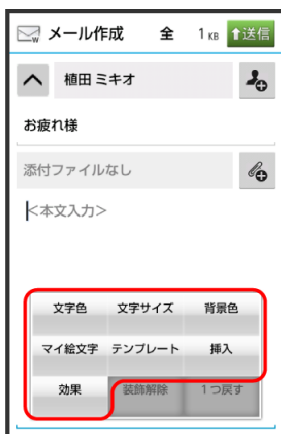 メール作成 全 1 KB ⬆送信
植田 ミキオ
お疲れ様
添付ファイルなし
<本文入力>
文字色 文字サイズ 背景色
マイ絵文字 テンプレート 挿入
効果 装飾解除 1つ戻す